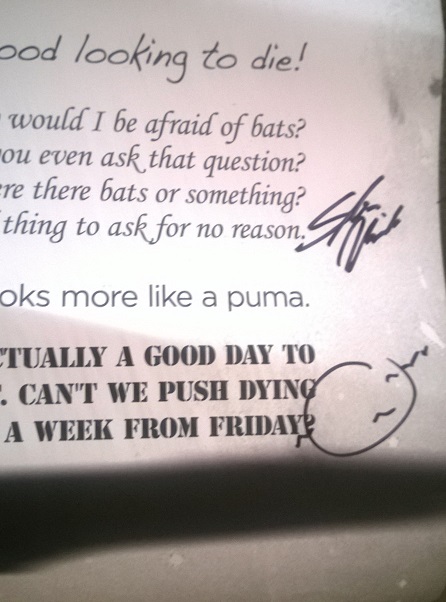 ood looking to die!
would I be afraid of bats?
ou even ask that question?
re there bats or something?
thing to ask for no reason.
oks more like a puma.
CTUALLY A GOOD DAY TO
. CAN'T WE PUSH DYING
A WEEK FROM FRIDAY?